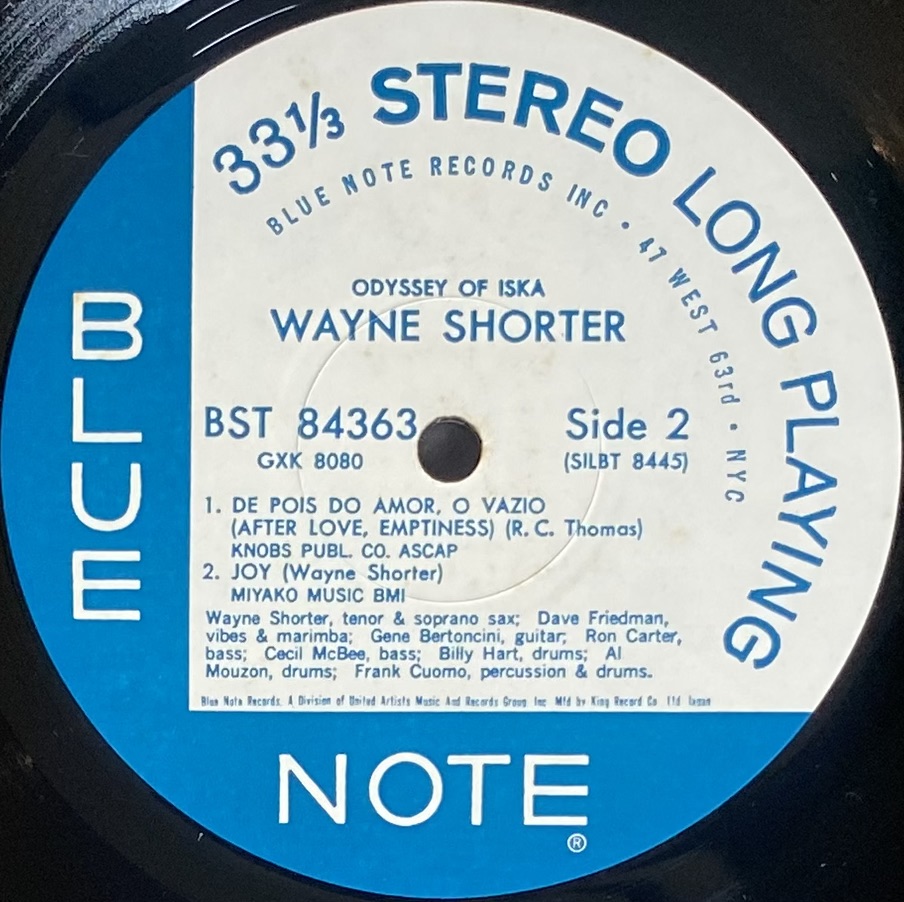 33⅓ STEREO LONG PLAYING
BLUE NOTE RECORDS INC • 47 WEST 63rd • NYC
ODYSSEY OF ISKA
WAYNE SHORTER
BST 84363
Side 2
GXK 8080
(SILBT 8445)
1. DE POIS DO AMOR, O VAZIO
(AFTER LOVE, EMPTINESS) (R. C. Thomas)
KNOBS PUBL. CO. ASCAP
2. JOY (Wayne Shorter)
MIYAKO MUSIC BMI
Wayne Shorter, tenor & soprano sax; Dave Friedman,
vibes & marimba; Gene Bertoncini, guitar; Ron Carter,
bass; Cecil McBee, bass; Billy Hart, drums; Al
Mouzon, drums; Frank Cuomo, percussion & drums.
Blue Note Records, A Division of United Artists Music And Records Group Inc Mfd by King Record Co Ltd Japan
BLUE
NOTE
®